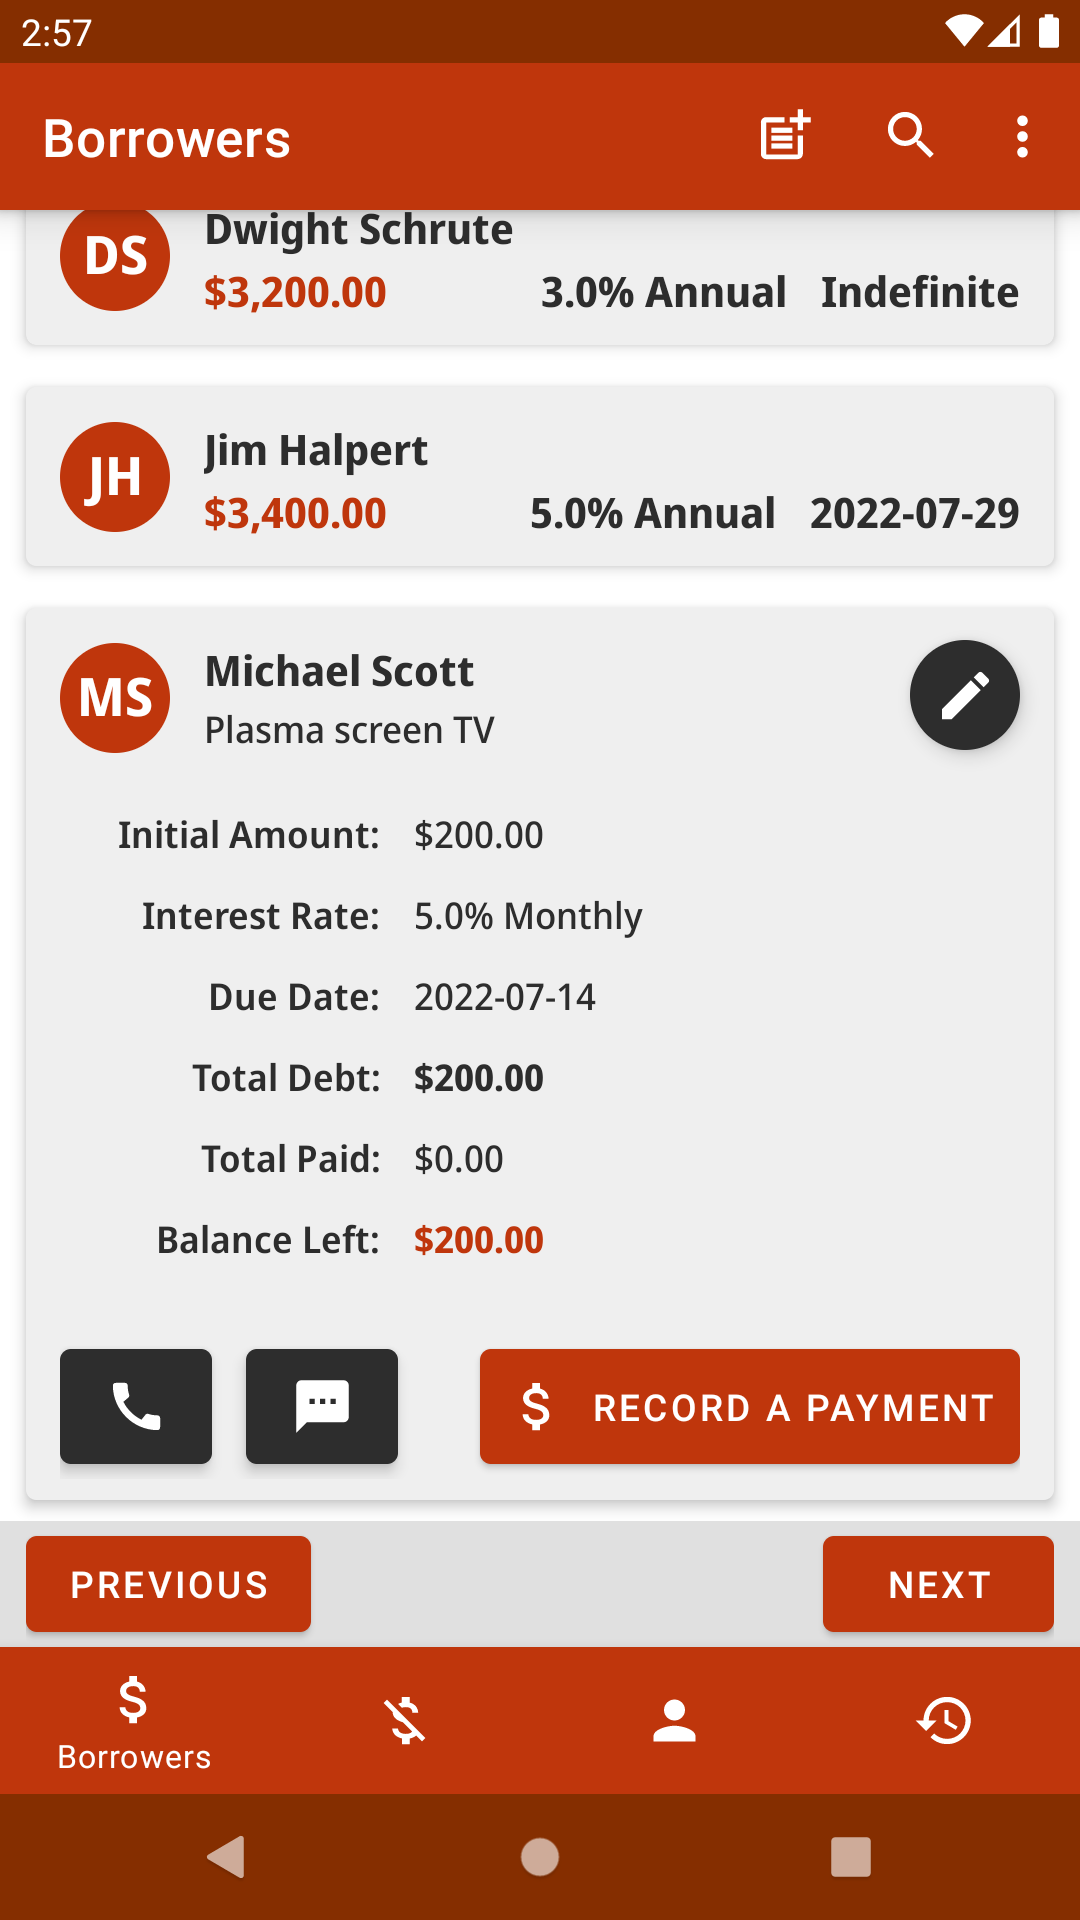 2:57
Borrowers
DS
Dwight Schrute
$3,200.00 3.0% Annual Indefinite
JH
Jim Halpert
$3,400.00 5.0% Annual 2022-07-29
MS
Michael Scott
Plasma screen TV
Initial Amount: $200.00
Interest Rate: 5.0% Monthly
Due Date: 2022-07-14
Total Debt: $200.00
Total Paid: $0.00
Balance Left: $200.00
$ RECORD A PAYMENT
PREVIOUS NEXT
Borrowers